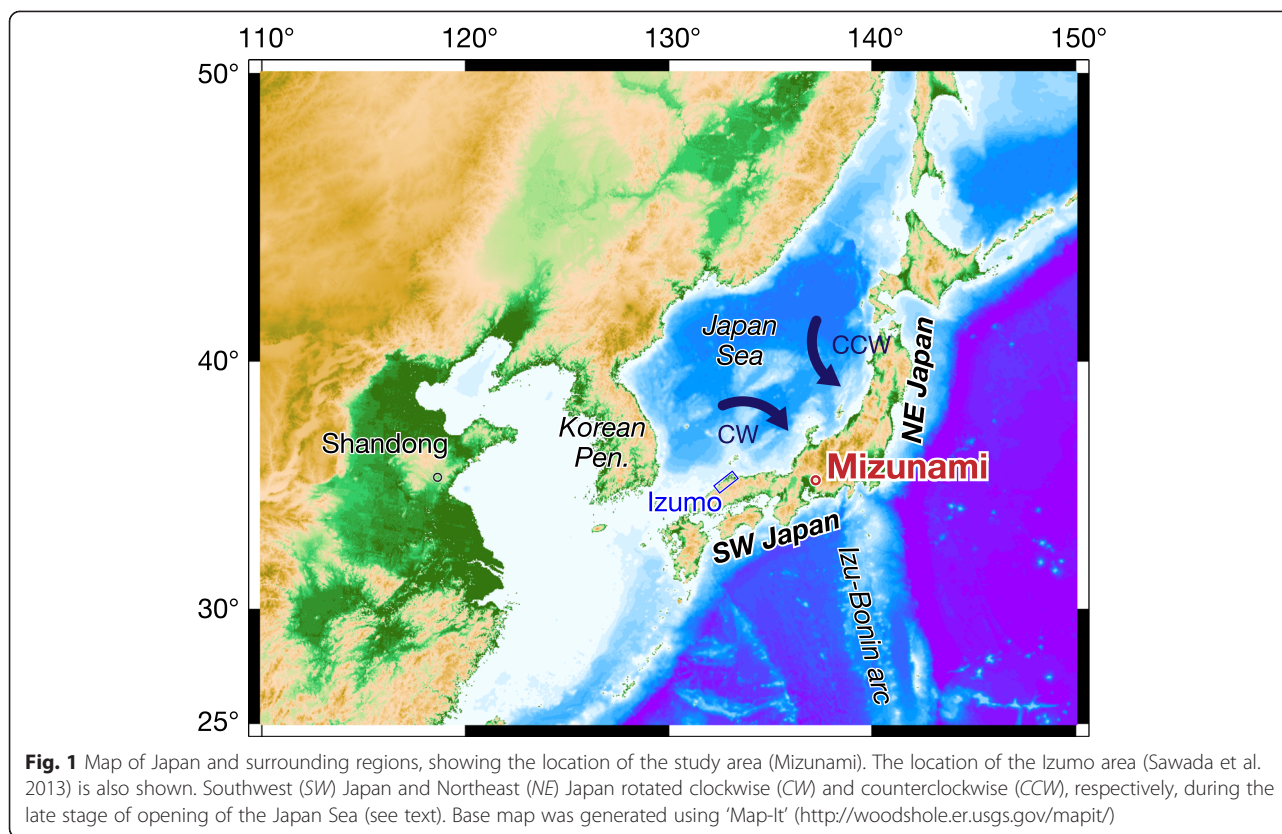 110° 120° 130° 140° 150°
50°
40°
30°
25°
Japan
Sea
CCW
CW
NE Japan
Korean
Pen.
Shandong
Mizunami
Izumo
SW Japan
Izu-Bonin arc
Fig. 1 Map of Japan and surrounding regions, showing the location of the study area (Mizunami). The location of the Izumo area (Sawada et al.
2013) is also shown. Southwest (SW) Japan and Northeast (NE) Japan rotated clockwise (CW) and counterclockwise (CCW), respectively, during the
late stage of opening of the Japan Sea (see text). Base map was generated using ‘Map-It’ (http://woodshole.er.usgs.gov/mapit/)